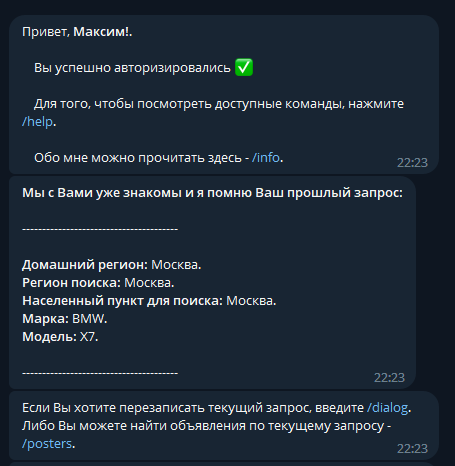 Привет, Максим!.
Вы успешно авторизировались ✅
Для того, чтобы посмотреть доступные команды, нажмите
/help.
Обо мне можно прочитать здесь - /info.
22:23
Мы с Вами уже знакомы и я помню Ваш прошлый запрос:
---------------------------------------
Домашний регион: Москва.
Регион поиска: Москва.
Населенный пункт для поиска: Москва.
Марка: BMW.
Модель: X7.
---------------------------------------
22:23
Если Вы хотите перезаписать текущий запрос, введите /dialog.
Либо Вы можете найти объявления по текущему запросу -
/posters.
22:23